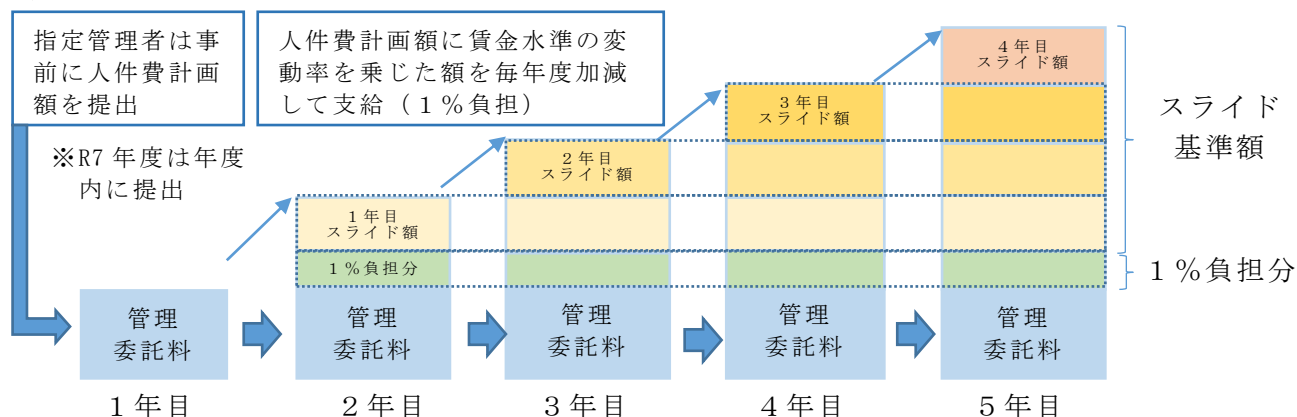 指定管理者は事
前に人件費計画
額を提出
人件費計画額に賃金水準の変
動率を乗じた額を毎年度加減
して支給（１％負担）
※R7 年度は年度
内に提出
４年目
スライド額
３年目
スライド額
２年目
スライド額
１年目
スライド額
１％負担分
スライド
基準額
１％負担分
管理
委託料
管理
委託料
管理
委託料
管理
委託料
管理
委託料
１年目
２年目
３年目
４年目
５年目